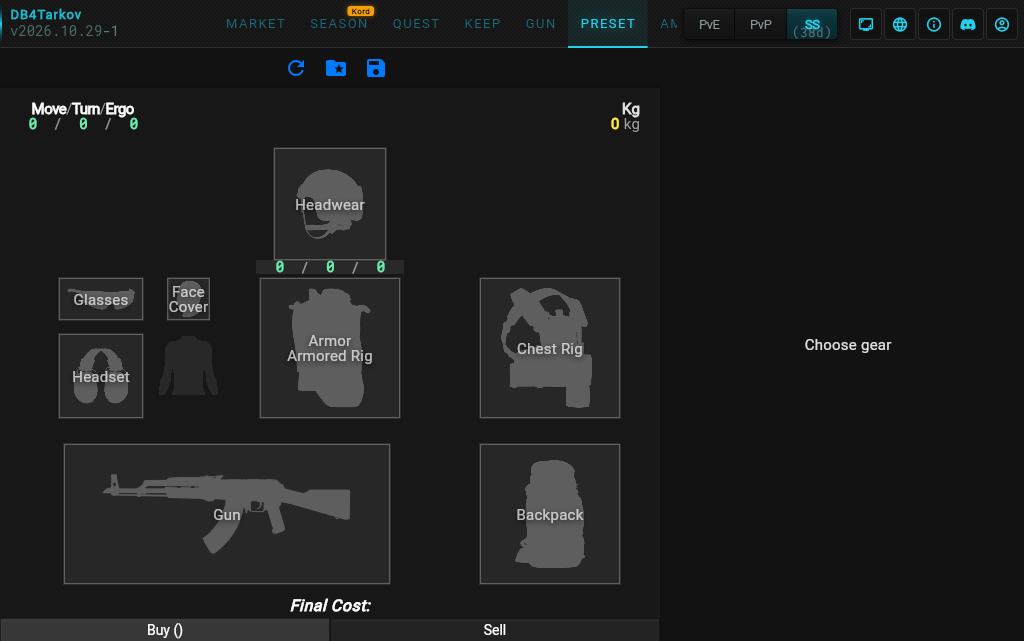 DB4Tarkov
v2026.10.29-1
MARKET
SEASON
Kord
QUEST
KEEP
GUN
PRESET
AM
PvE
PvP
SS
(38d)
Move/Turn/Ergo
0 / 0 / 0
Kg
0 kg
Headwear
0 / 0 / 0
Glasses
Face
Cover
Armor
Armored Rig
Chest Rig
Headset
Choose gear
Gun
Backpack
Final Cost:
Buy ()
Sell